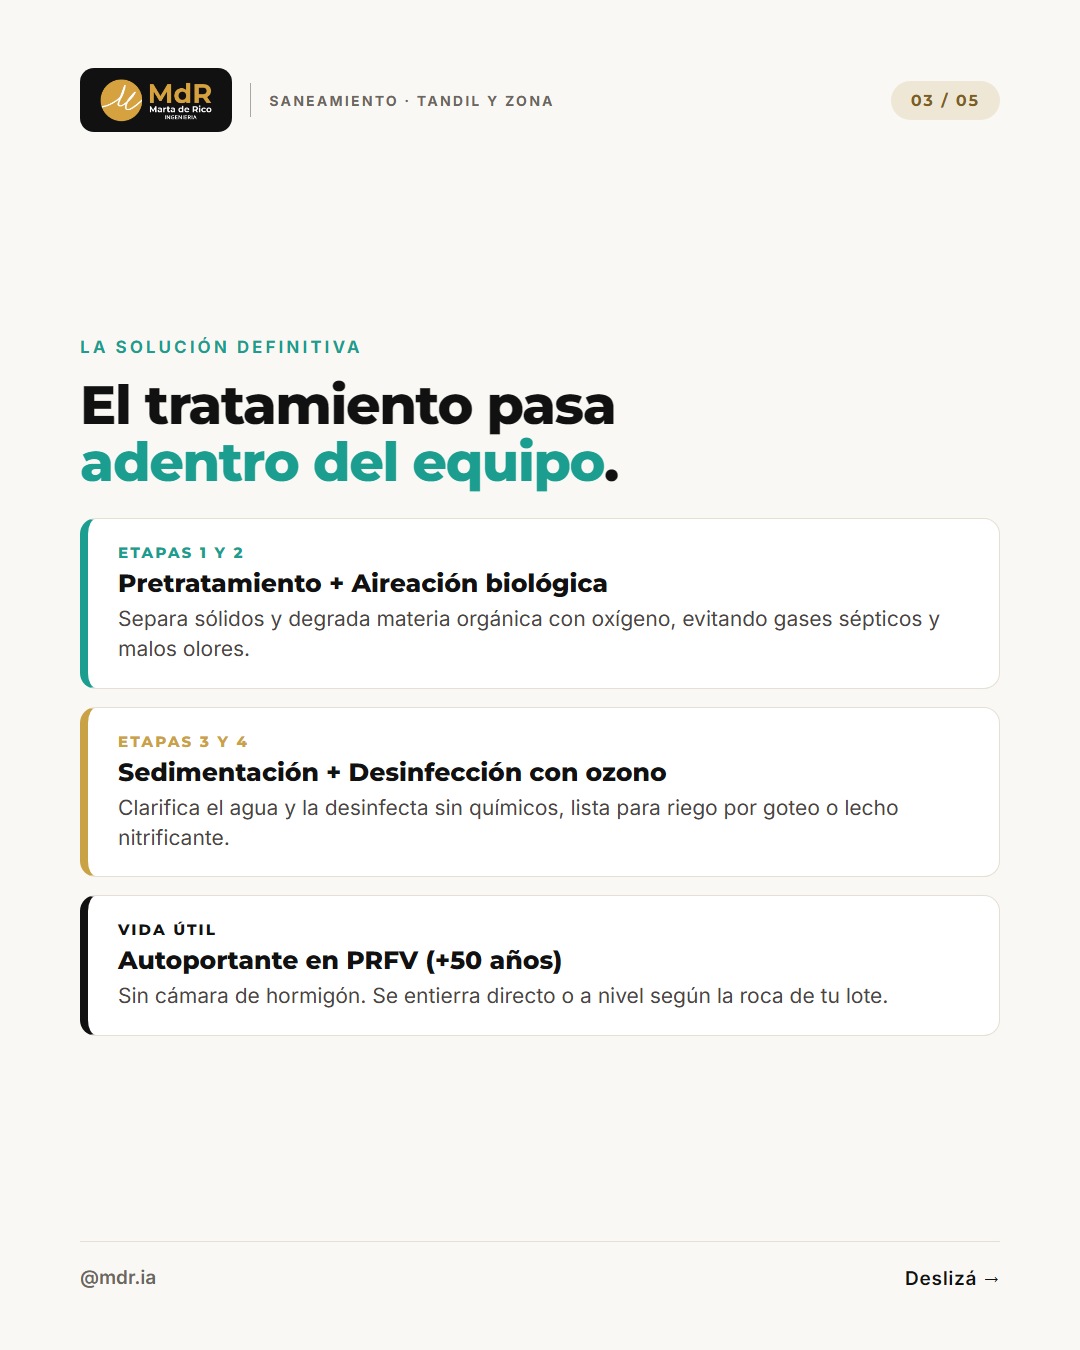 MdR
Marta de Rico
INGENIERIA
SANEAMIENTO · TANDIL Y ZONA
03 / 05
LA SOLUCIÓN DEFINITIVA
El tratamiento pasa
adentro del equipo.
ETAPAS 1 Y 2
Pretratamiento + Aireación biológica
Separa sólidos y degrada materia orgánica con oxígeno, evitando gases sépticos y
malos olores.
ETAPAS 3 Y 4
Sedimentación + Desinfección con ozono
Clarifica el agua y la desinfecta sin químicos, lista para riego por goteo o lecho
nitrificante.
VIDA ÚTIL
Autoportante en PRFV (+50 años)
Sin cámara de hormigón. Se entierra directo o a nivel según la roca de tu lote.
@mdr.ia
Deslizá →